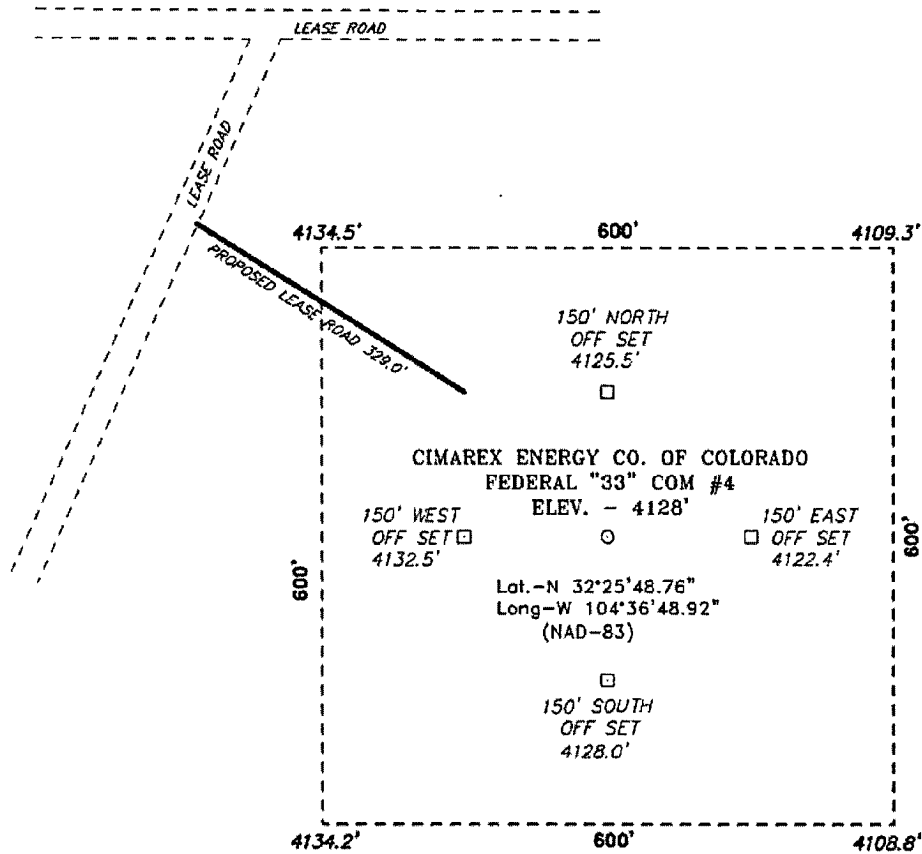 LEASE ROAD
LEASE ROAD
4134.5'
600'
4109.3'
PROPOSED LEASE ROAD 329.0'
150' NORTH
OFF SET
4125.5'
CIMAREX ENERGY CO. OF COLORADO
FEDERAL "33" COM #4
ELEV. - 4128'
150' WEST
OFF SET
4132.5'
150' EAST
OFF SET
4122.4'
600'
600'
Lat.-N 32°25'48.76"
Long-W 104°36'48.92"
(NAD-83)
150' SOUTH
OFF SET
4128.0'
4134.2'
600'
4108.8'